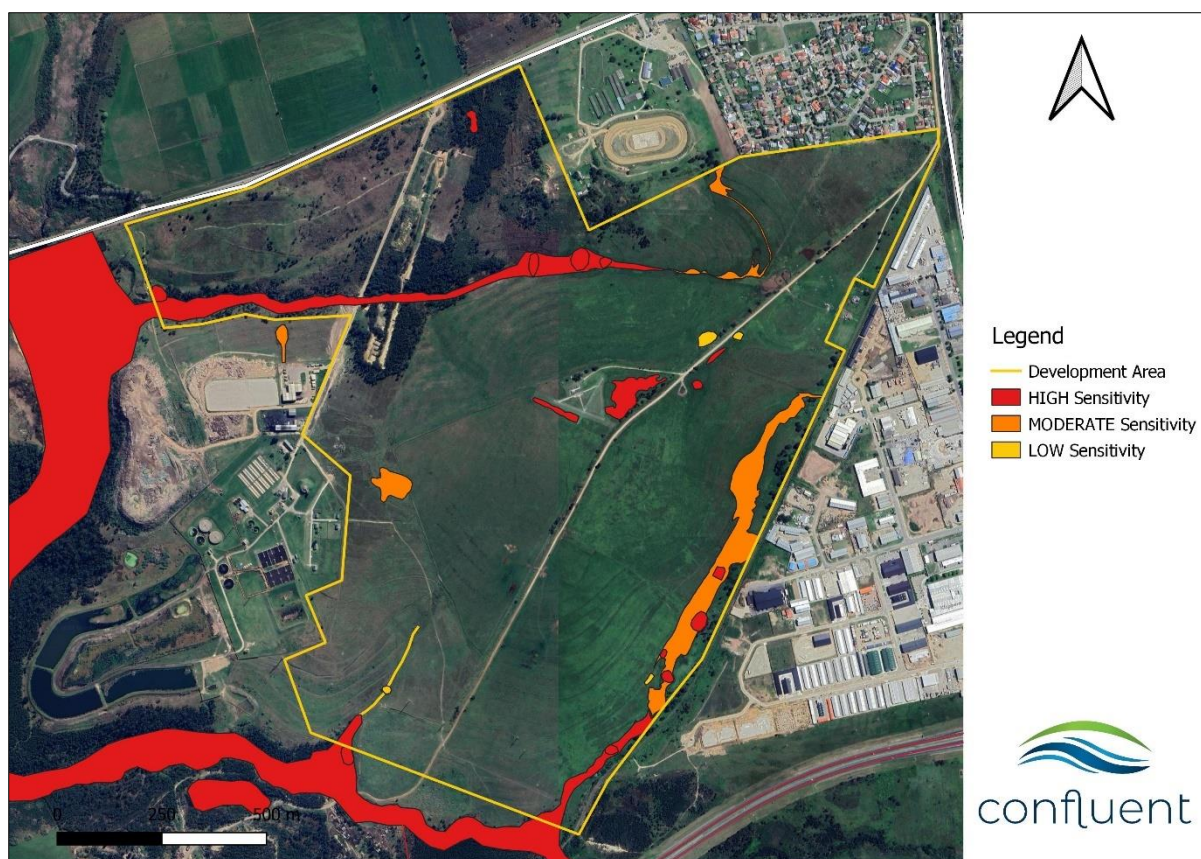 Legend
Development Area
HIGH Sensitivity
MODERATE Sensitivity
LOW Sensitivity
0 250 500 m
confluent